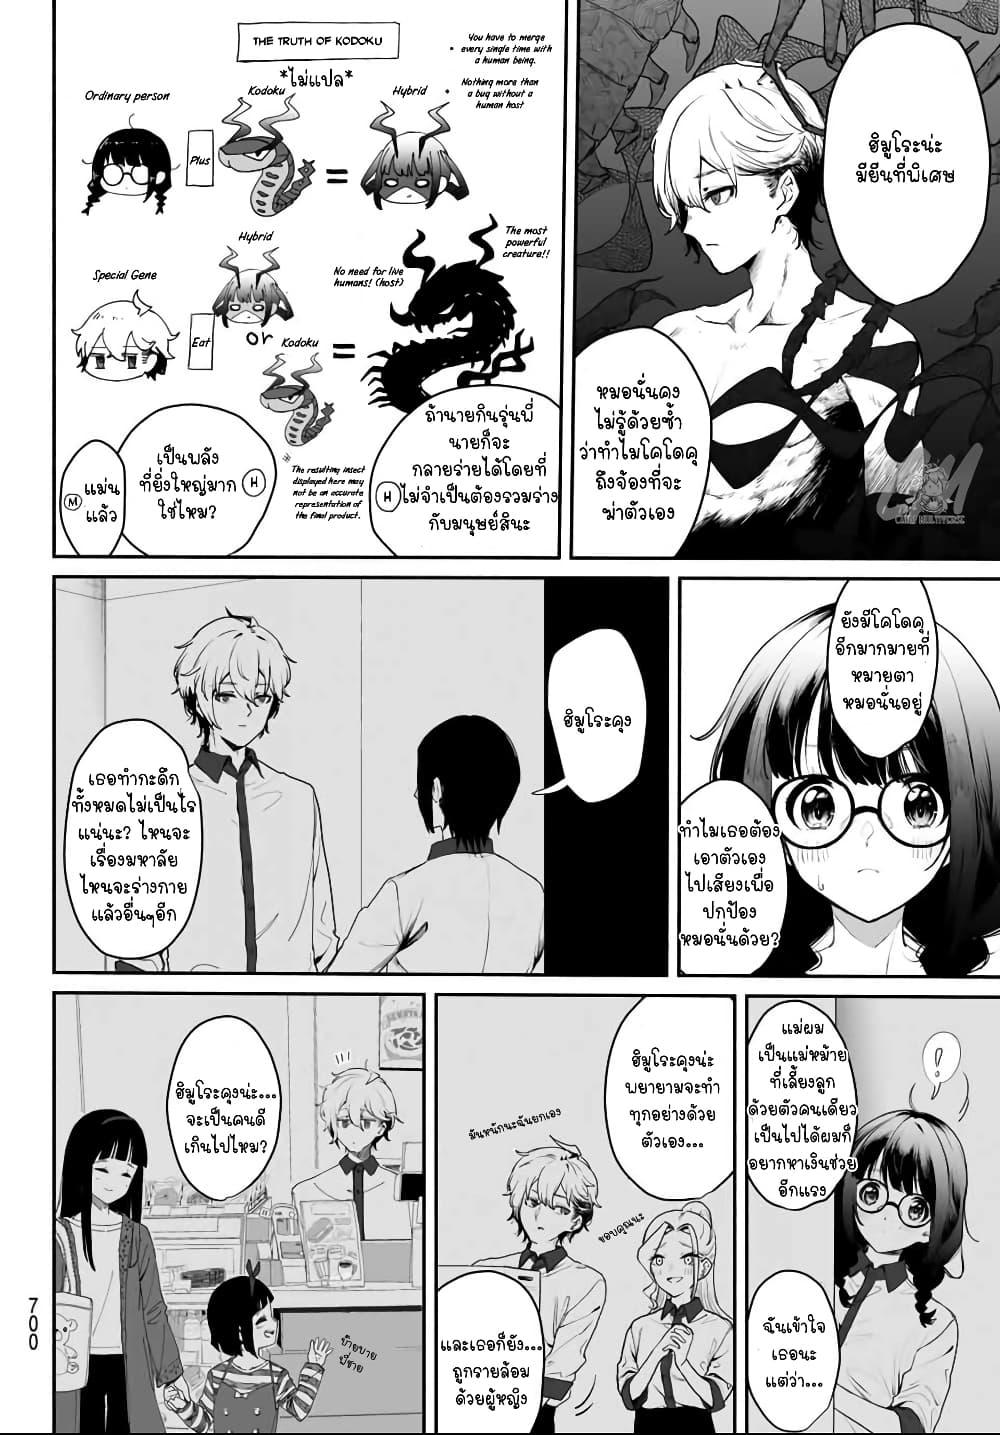 ฮิมูโระน่ะ
มียีนที่พิเศษ
หมอนั่นคง
ไม่รู้ด้วยซ้ำ
ว่าทำไมโคโดคุ
ถึงจ้องที่จะ
ฆ่าตัวเอง
THE TRUTH OF KODOKU
*ไม่แปล*
You have to merge
every single time with
a human being.
Nothing more than
a bug without a
human host
Ordinary person
Kodoku
Hybrid
Plus
=
Special Gene
Hybrid
No need for live
humans! (host)
The most
powerful
creature!!
Eat
or
Kodoku
=
The resulting insect
displayed here may
not be an accurate
representation of
the final product.
ถ้านายกินรุ่นพี่
นายก็จะ
กลายร่างได้โดยที่
H ไม่จำเป็นต้องรวมร่าง
กับมนุษย์สินะ
เป็นพลัง
ที่ยิ่งใหญ่มาก H
ใช่ไหม?
M แม่น
แล้ว
ยังมีโคโดคุ
อีกมากมายที่
หมายตา
หมอนั่นอยู่
ทำไมเธอต้อง
เอาตัวเอง
ไปเสี่ยงเพื่อ
ปกป้อง
หมอนั่นด้วย?
ฮิมูโระคุง
เธอทำกะดึก
ทั้งหมดไม่เป็นไร
แน่นะ? ไหนจะ
เรื่องมหาลัย
ไหนจะร่างกาย
แล้วอื่นๆอีก
แม่ผม
เป็นแม่หม้าย
ที่เลี้ยงลูก
ด้วยตัวคนเดียว
เป็นไปได้ผมก็
อยากหาเงินช่วย
อีกแรง
!
ฉันเข้าใจ
เธอนะ
แต่ว่า...
ฮิมูโระคุงน่ะ
พยายามจะทำ
ทุกอย่างด้วย
ตัวเอง...
มันหนักนะฉันยกเอง
ขอบคุณนะ
และเธอก็ยัง...
ถูกรายล้อม
ด้วยผู้หญิง
ฮิมูโระคุงน่ะ...
จะเป็นคนดี
เกินไปไหม?
บ๊ายบาย
พี่ชาย
700